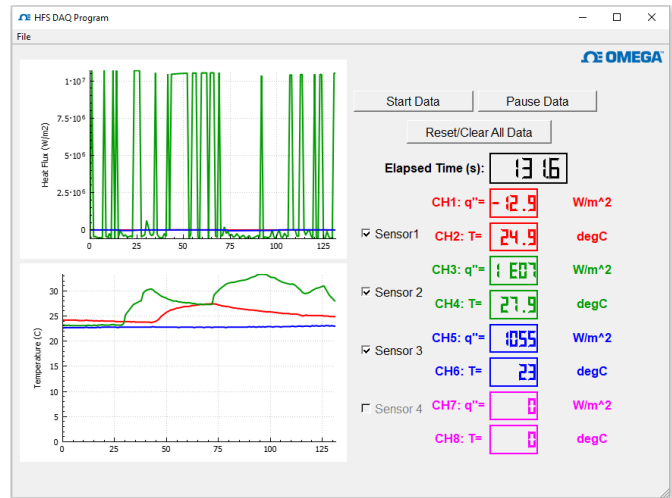 HFS DAQ Program
File
OMEGA
1·10⁷
7.5·10⁶
5·10⁶
2.5·10⁶
0
Heat Flux (W/m2)
0 25 50 75 100 125
30
25
20
15
10
5
0
Temperature (C)
0 25 50 75 100 125
Start Data Pause Data
Reset/Clear All Data
Elapsed Time (s): 131.6
CH1: q"= -12.9 W/m^2
Sensor1
CH2: T= 24.9 degC
CH3: q"= 1E07 W/m^2
Sensor 2
CH4: T= 27.9 degC
CH5: q"= 1055 W/m^2
Sensor 3
CH6: T= 23 degC
CH7: q"= 0 W/m^2
Sensor 4
CH8: T= 0 degC